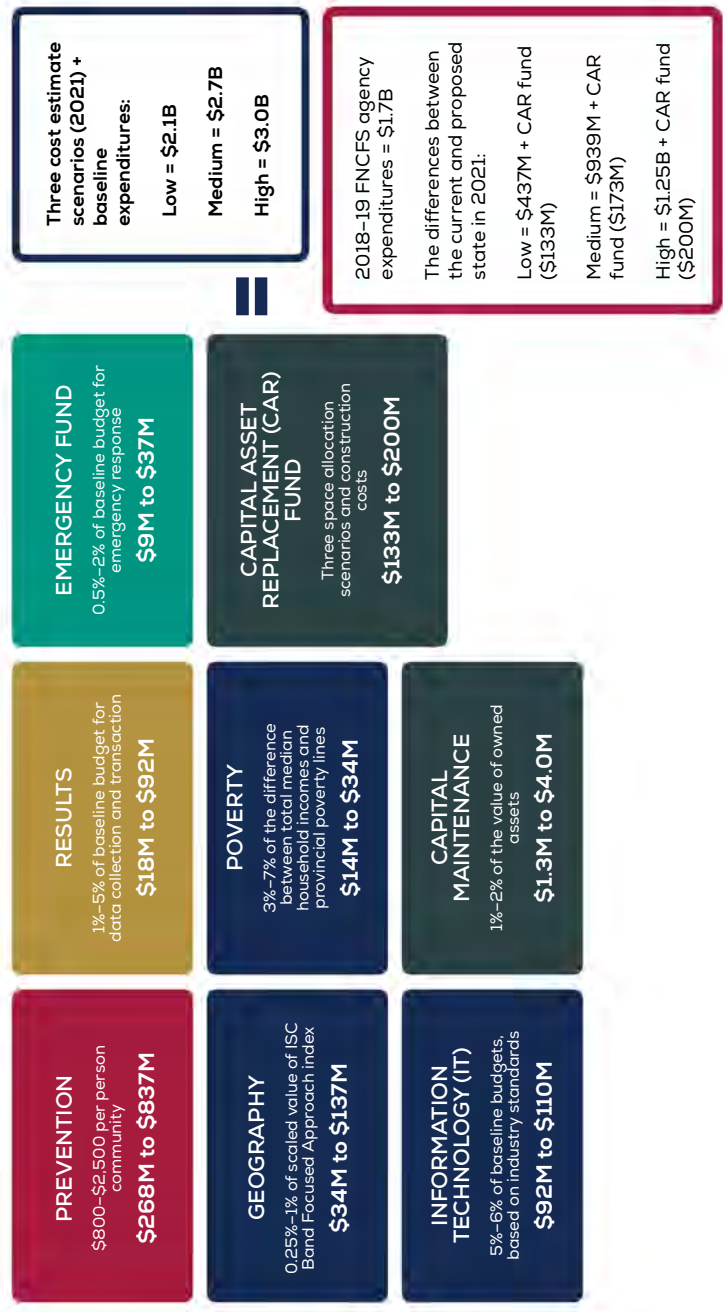 PREVENTION
$800–$2,500 per person
community
$268M to $837M
RESULTS
1%–5% of baseline budget for
data collection and transaction
$18M to $92M
EMERGENCY FUND
0.5%–2% of baseline budget for
emergency response
$9M to $37M
GEOGRAPHY
0.25%–1% of scaled value of ISC
Band Focused Approach index
$34M to $137M
POVERTY
3%–7% of the difference
between total median
household incomes and
provincial poverty lines
$14M to $34M
CAPITAL ASSET
REPLACEMENT (CAR)
FUND
Three space allocation
scenarios and construction
costs
$133M to $200M
INFORMATION
TECHNOLOGY (IT)
5%–6% of baseline budgets,
based on industry standards
$92M to $110M
CAPITAL
MAINTENANCE
1%–2% of the value of owned
assets
$1.3M to $4.0M
=
Three cost estimate
scenarios (2021) +
baseline
expenditures:
Low = $2.1B
Medium = $2.7B
High = $3.0B
2018–19 FNCFS agency
expenditures = $1.7B
The differences between
the current and proposed
state in 2021:
Low = $437M + CAR fund
($133M)
Medium = $939M + CAR
fund ($173M)
High = $1.25B + CAR fund
($200M)